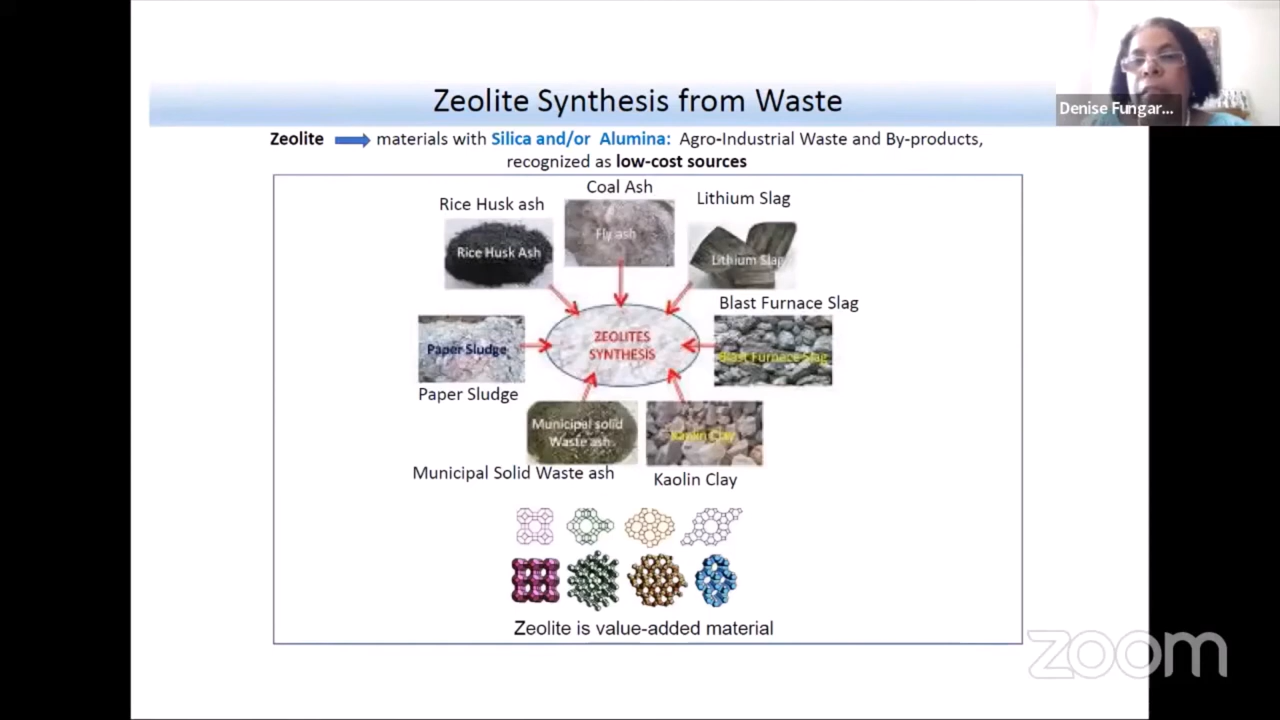 Zeolite Synthesis from Waste
Denise Fungar...
Zeolite materials with Silica and/or Alumina: Agro-Industrial Waste and By-products,
recognized as low-cost sources
Coal Ash
Rice Husk ash
Lithium Slag
Fly ash
Rice Husk Ash
Lithium Slag
Blast Furnace Slag
ZEOLITES
SYNTHESIS
Paper Sludge
Blast Furnace Slag
Paper Sludge
Municipal solid
Waste ash
Kaolin Clay
Municipal Solid Waste ash
Kaolin Clay
Zeolite is value-added material
zoom